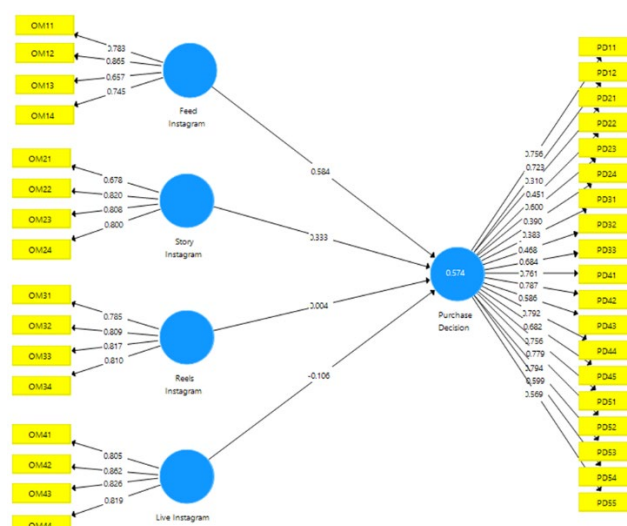 OM11
OM12
OM13
OM14
0.783
0.865
0.657
0.745
Feed
Instagram
OM21
OM22
OM23
OM24
0.678
0.820
0.808
0.800
Story
Instagram
OM31
OM32
OM33
OM34
0.785
0.809
0.817
0.810
Reels
Instagram
OM41
OM42
OM43
0.805
0.862
0.826
0.819
Live Instagram
0.584
0.333
0.004
-0.106
0.574
Purchase
Decision
0.756
0.723
0.310
0.451
0.600
0.390
0.383
0.468
0.684
0.761
0.787
0.586
0.792
0.682
0.756
0.779
0.794
0.599
0.569
PD11
PD12
PD21
PD22
PD23
PD24
PD31
PD32
PD33
PD41
PD42
PD43
PD44
PD45
PD51
PD52
PD53
PD54
PD55